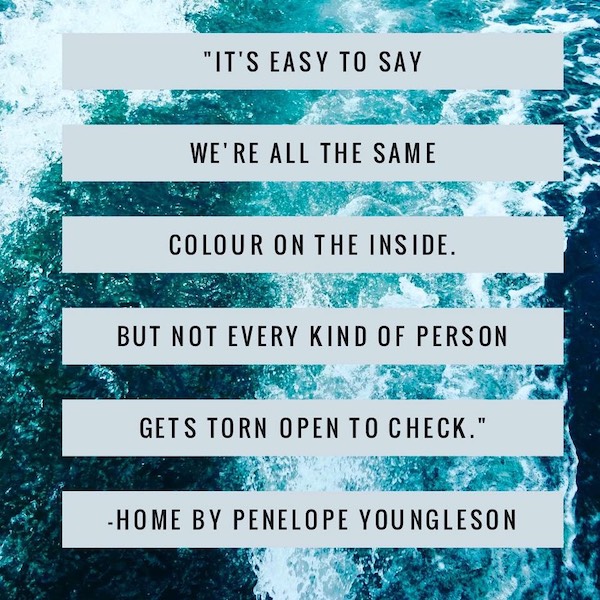 "IT'S EASY TO SAY
WE'RE ALL THE SAME
COLOUR ON THE INSIDE.
BUT NOT EVERY KIND OF PERSON
GETS TORN OPEN TO CHECK."
-HOME BY PENELOPE YOUNGLESON